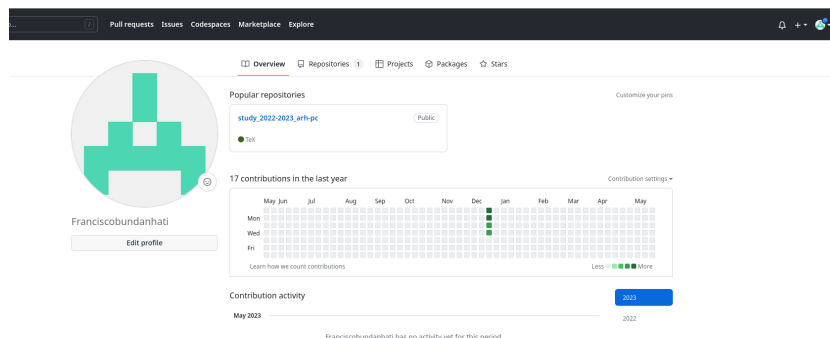 o... / Pull requests Issues Codespaces Marketplace Explore
Overview Repositories 1 Projects Packages Stars
Popular repositories Customize your pins
study_2022-2023_arh-pc Public
TeX
17 contributions in the last year Contribution settings
May Jun Jul Aug Sep Oct Nov Dec Jan Feb Mar Apr May
Mon
Wed
Fri
Learn how we count contributions Less More
Franciscobundanhati
Edit profile
Contribution activity 2023
May 2023 2022
Franciscobundanhati has no activity yet for this period.